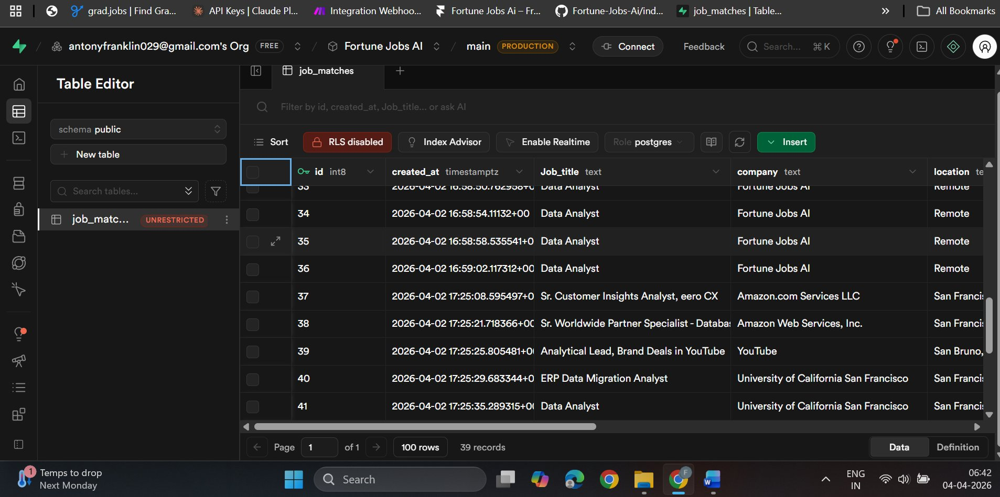 grad.jobs | Find Gra...
API Keys | Claude Pl...
Integration Webhoo...
Fortune Jobs Ai – Fr...
Fortune-Jobs-Ai/ind...
job_matches | Table...
All Bookmarks
antonyfranklin029@gmail.com's Org FREE
Fortune Jobs AI
main PRODUCTION
Connect
Feedback
Search... ⌘ K
Table Editor
job_matches
schema public
New table
Search tables...
job_matc... UNRESTRICTED
Filter by id, created_at, Job_title... or ask AI
Sort RLS disabled Index Advisor Enable Realtime Role postgres Insert
id int8 created_at timestamptz Job_title text company text location te
33 2026-04-02 16:58:50.762958+0 Data Analyst Fortune Jobs AI Remote
34 2026-04-02 16:58:54.11132+00 Data Analyst Fortune Jobs AI Remote
35 2026-04-02 16:58:58.535541+0 Data Analyst Fortune Jobs AI Remote
36 2026-04-02 16:59:02.117312+00 Data Analyst Fortune Jobs AI Remote
37 2026-04-02 17:25:08.595497+0 Sr. Customer Insights Analyst, eero CX Amazon.com Services LLC San Francis
38 2026-04-02 17:25:21.718366+00 Sr. Worldwide Partner Specialist - Databas Amazon Web Services, Inc. San Francis
39 2026-04-02 17:25:25.805481+0 Analytical Lead, Brand Deals in YouTube YouTube San Bruno,
40 2026-04-02 17:25:29.683344+0 ERP Data Migration Analyst University of California San Francisco San Francis
41 2026-04-02 17:25:35.289315+0 Data Analyst University of California San Francisco San Francis
Page 1 of 1 100 rows 39 records
Data Definition
1
Temps to drop
Next Monday
Search
F
ENG
IN
06:42
04-04-2026